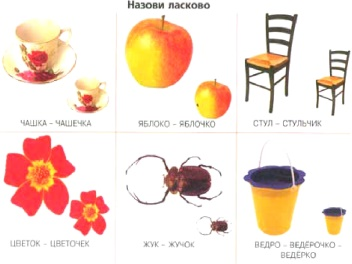 Назови ласково
ЧАШКА – ЧАШЕЧКА
ЯБЛОКО – ЯБЛОЧКО
СТУЛ – СТУЛЬЧИК
ЦВЕТОК – ЦВЕТОЧЕК
ЖУК – ЖУЧОК
ВЕДРО – ВЕДЁРОЧКО –
ВЕДЁРКО